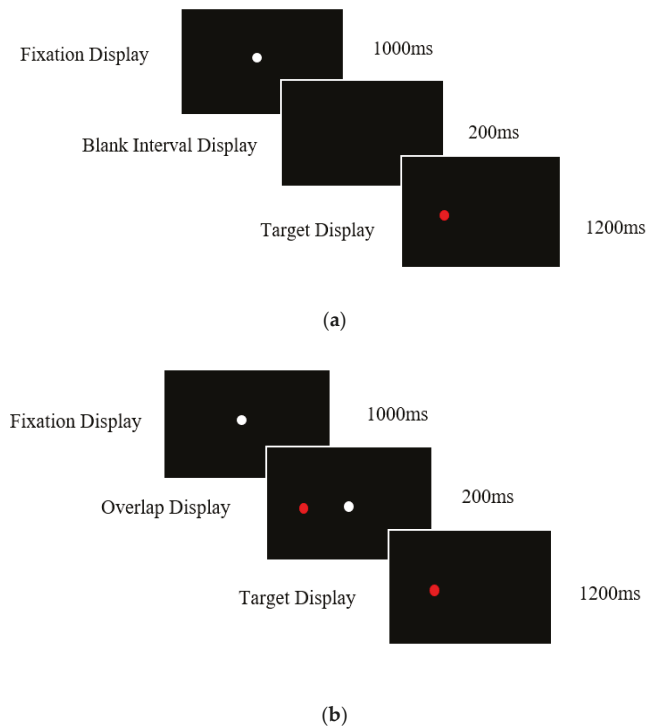 Fixation Display
1000ms
Blank Interval Display
200ms
Target Display
1200ms
(a)
Fixation Display
1000ms
Overlap Display
200ms
Target Display
1200ms
(b)